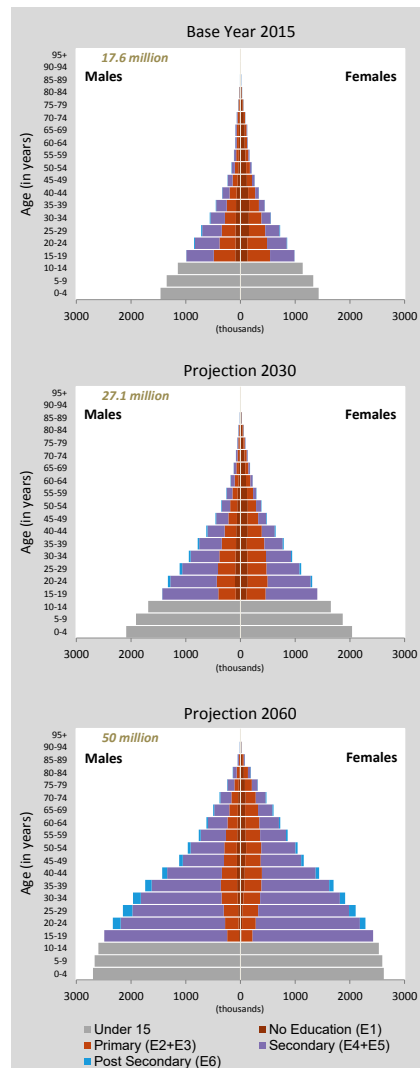 Base Year 2015
17.6 million
Males
Females
Age (in years)
95+
90-94
85-89
80-84
75-79
70-74
65-69
60-64
55-59
50-54
45-49
40-44
35-39
30-34
25-29
20-24
15-19
10-14
5-9
0-4
3000 2000 1000 0 1000 2000 3000
(thousands)
Projection 2030
27.1 million
Males
Females
Age (in years)
95+
90-94
85-89
80-84
75-79
70-74
65-69
60-64
55-59
50-54
45-49
40-44
35-39
30-34
25-29
20-24
15-19
10-14
5-9
0-4
3000 2000 1000 0 1000 2000 3000
(thousands)
Projection 2060
50 million
Males
Females
Age (in years)
95+
90-94
85-89
80-84
75-79
70-74
65-69
60-64
55-59
50-54
45-49
40-44
35-39
30-34
25-29
20-24
15-19
10-14
5-9
0-4
3000 2000 1000 0 1000 2000 3000
(thousands)
Under 15
No Education (E1)
Primary (E2+E3)
Secondary (E4+E5)
Post Secondary (E6)